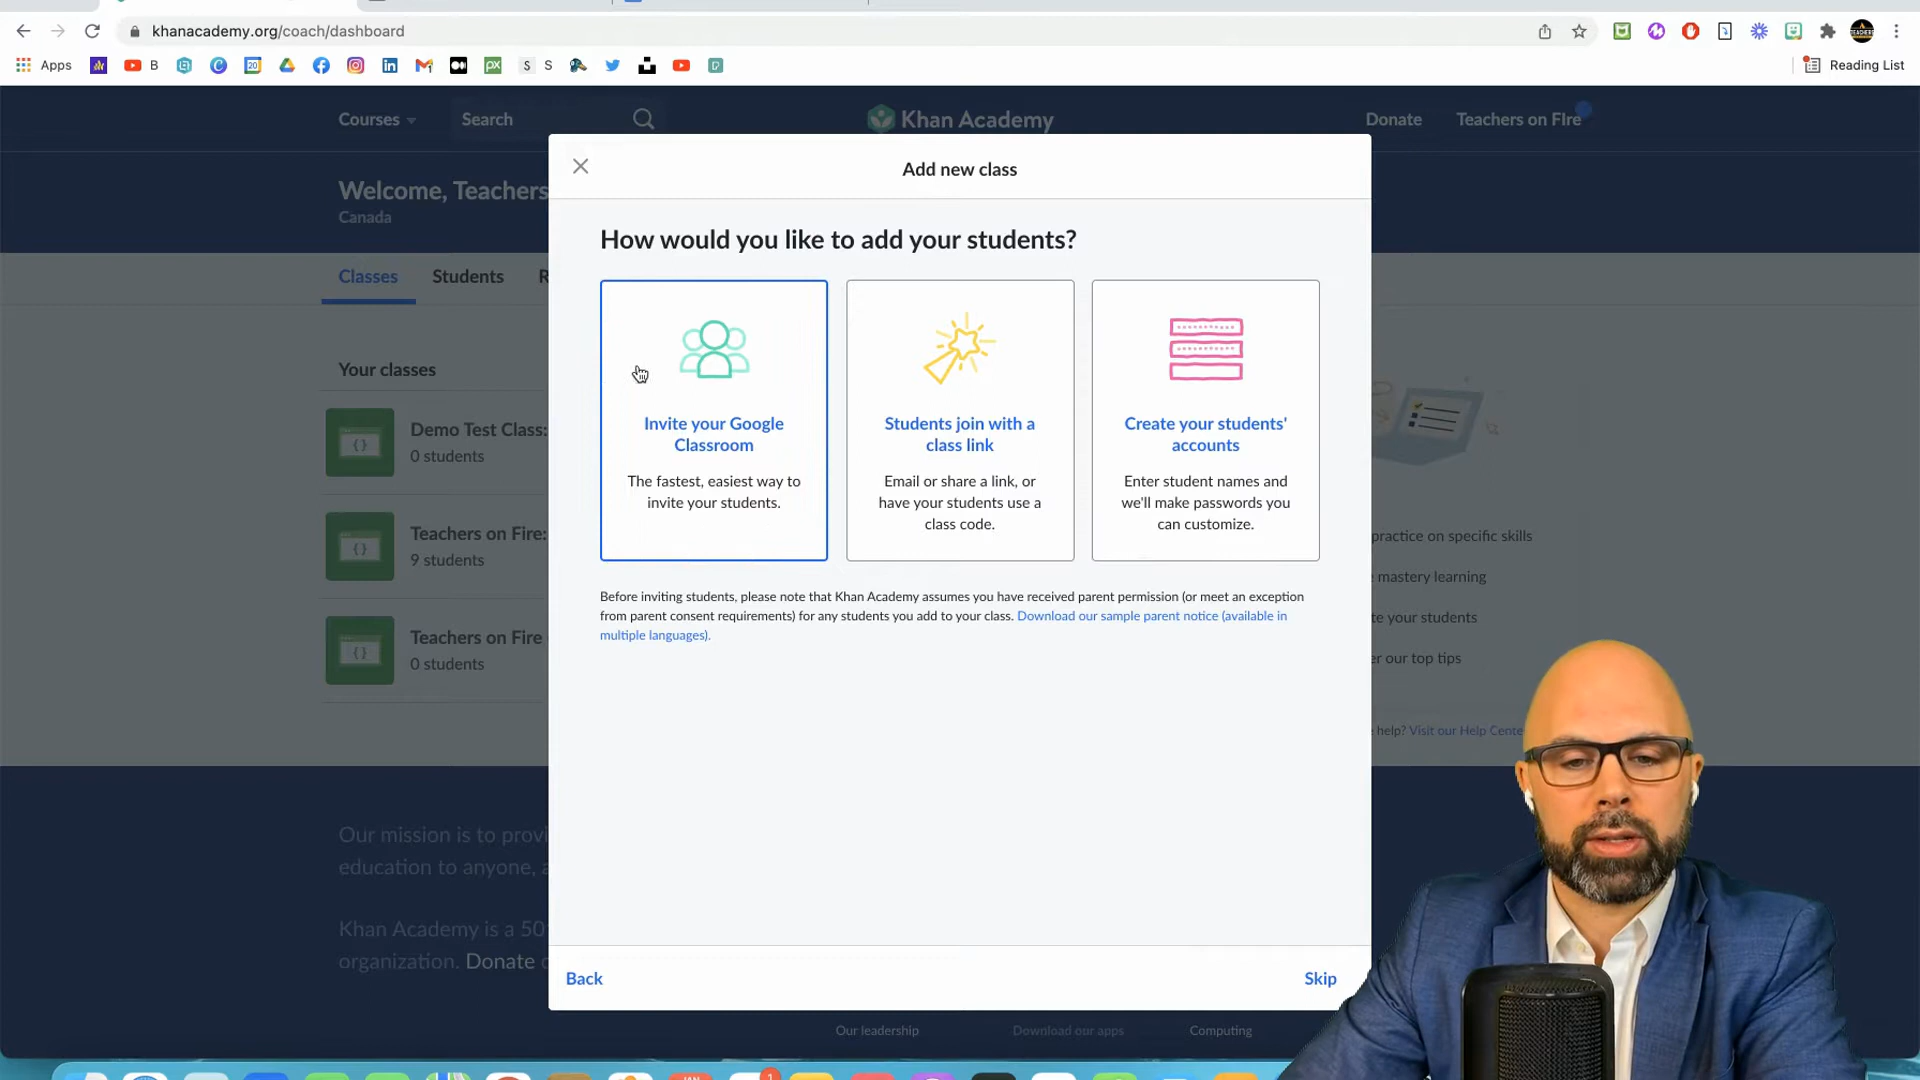 khanacademy.org/coach/dashboard
Apps
B
20
PX
S
S
Reading List
Courses
Search
Khan Academy
Donate
Teachers on FIre
Welcome, Teachers
Canada
Add new class
Classes
Students
R
How would you like to add your students?
Your classes
Demo Test Class:
0 students
Teachers on Fire:
9 students
Teachers on Fire
0 students
Invite your Google
Classroom
The fastest, easiest way to
invite your students.
Students join with a
class link
Email or share a link, or
have your students use a
class code.
Create your students'
accounts
Enter student names and
we'll make passwords you
can customize.
Before inviting students, please note that Khan Academy assumes you have received parent permission (or meet an exception
from parent consent requirements) for any students you add to your class. Download our sample parent notice (available in
multiple languages).
practice on specific skills
mastery learning
te your students
er our top tips
help? Visit our Help Cente
Our mission is to provi
education to anyone, a
Khan Academy is a 50
organization. Donate
Back
Skip
Our leadership
Download our apps
Computing
JAN
1